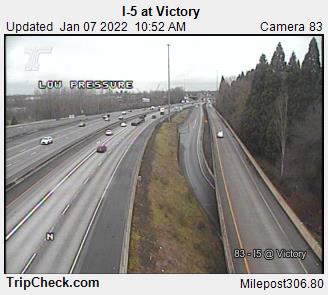 I-5 at Victory
Updated Jan 07 2022 10:52 AM Camera 83
LOW PRESSURE
N
83 - I5 @ Victory
TripCheck.com Milepost306.80